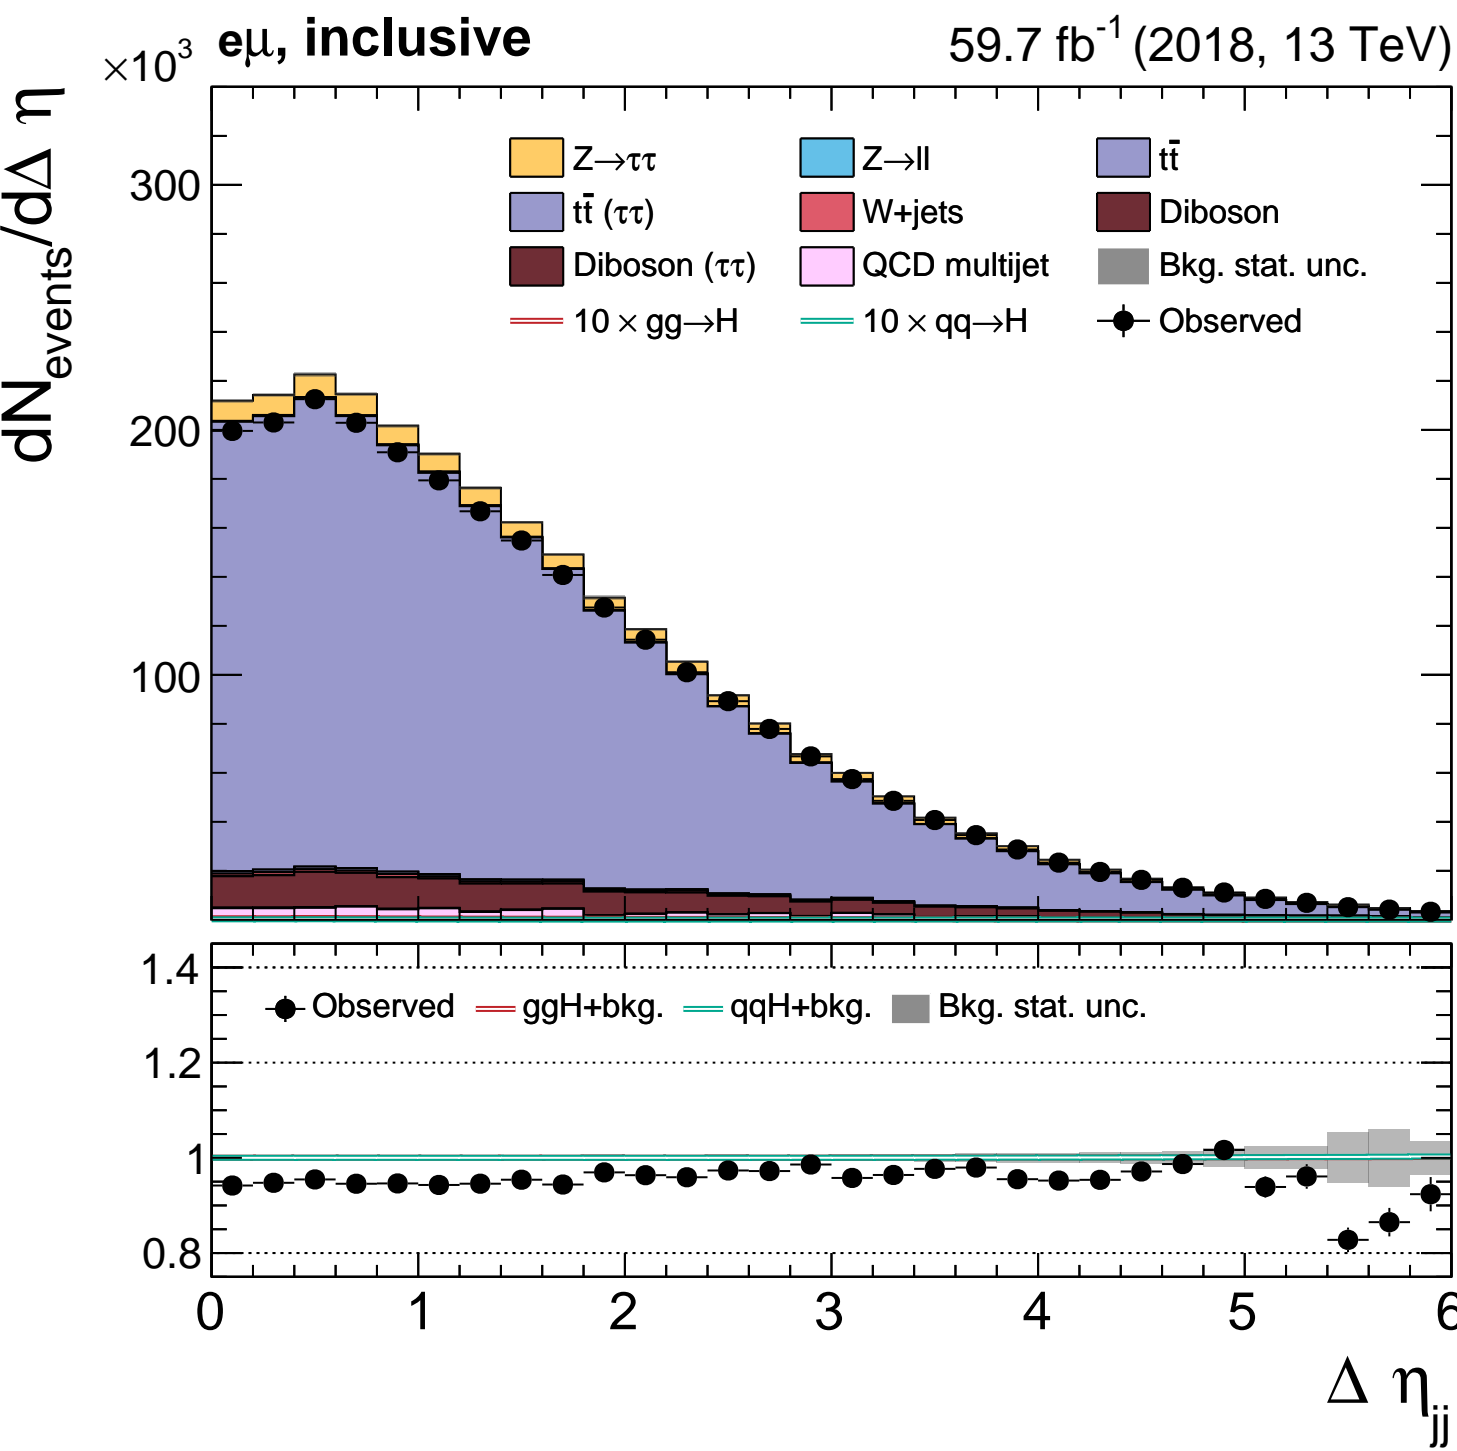 ×10³ eμ, inclusive 59.7 fb⁻¹ (2018, 13 TeV)
dN_events/dΔ η
300
200
100
Z→ττ Z→ll tt̄
tt̄ (ττ) W+jets Diboson
Diboson (ττ) QCD multijet Bkg. stat. unc.
10 × gg→H 10 × qq→H Observed
1.4
Observed ggH+bkg. qqH+bkg. Bkg. stat. unc.
1.2
1
0.8
0 1 2 3 4 5 6
Δ η_jj